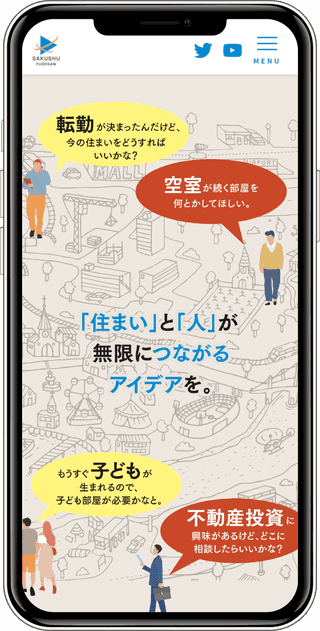 SAKUSHU
FUDOSAN
MENU
転勤が決まったんだけど、
今の住まいをどうすれば
いいかな？
空室が続く部屋を
何とかしてほしい。
MALL
「住まい」と「人」が
無限につながる
アイデアを。
もうすぐ子どもが
生まれるので、
子ども部屋が必要かなと。
不動産投資に
興味があるけど、どこに
相談したらいいかな？